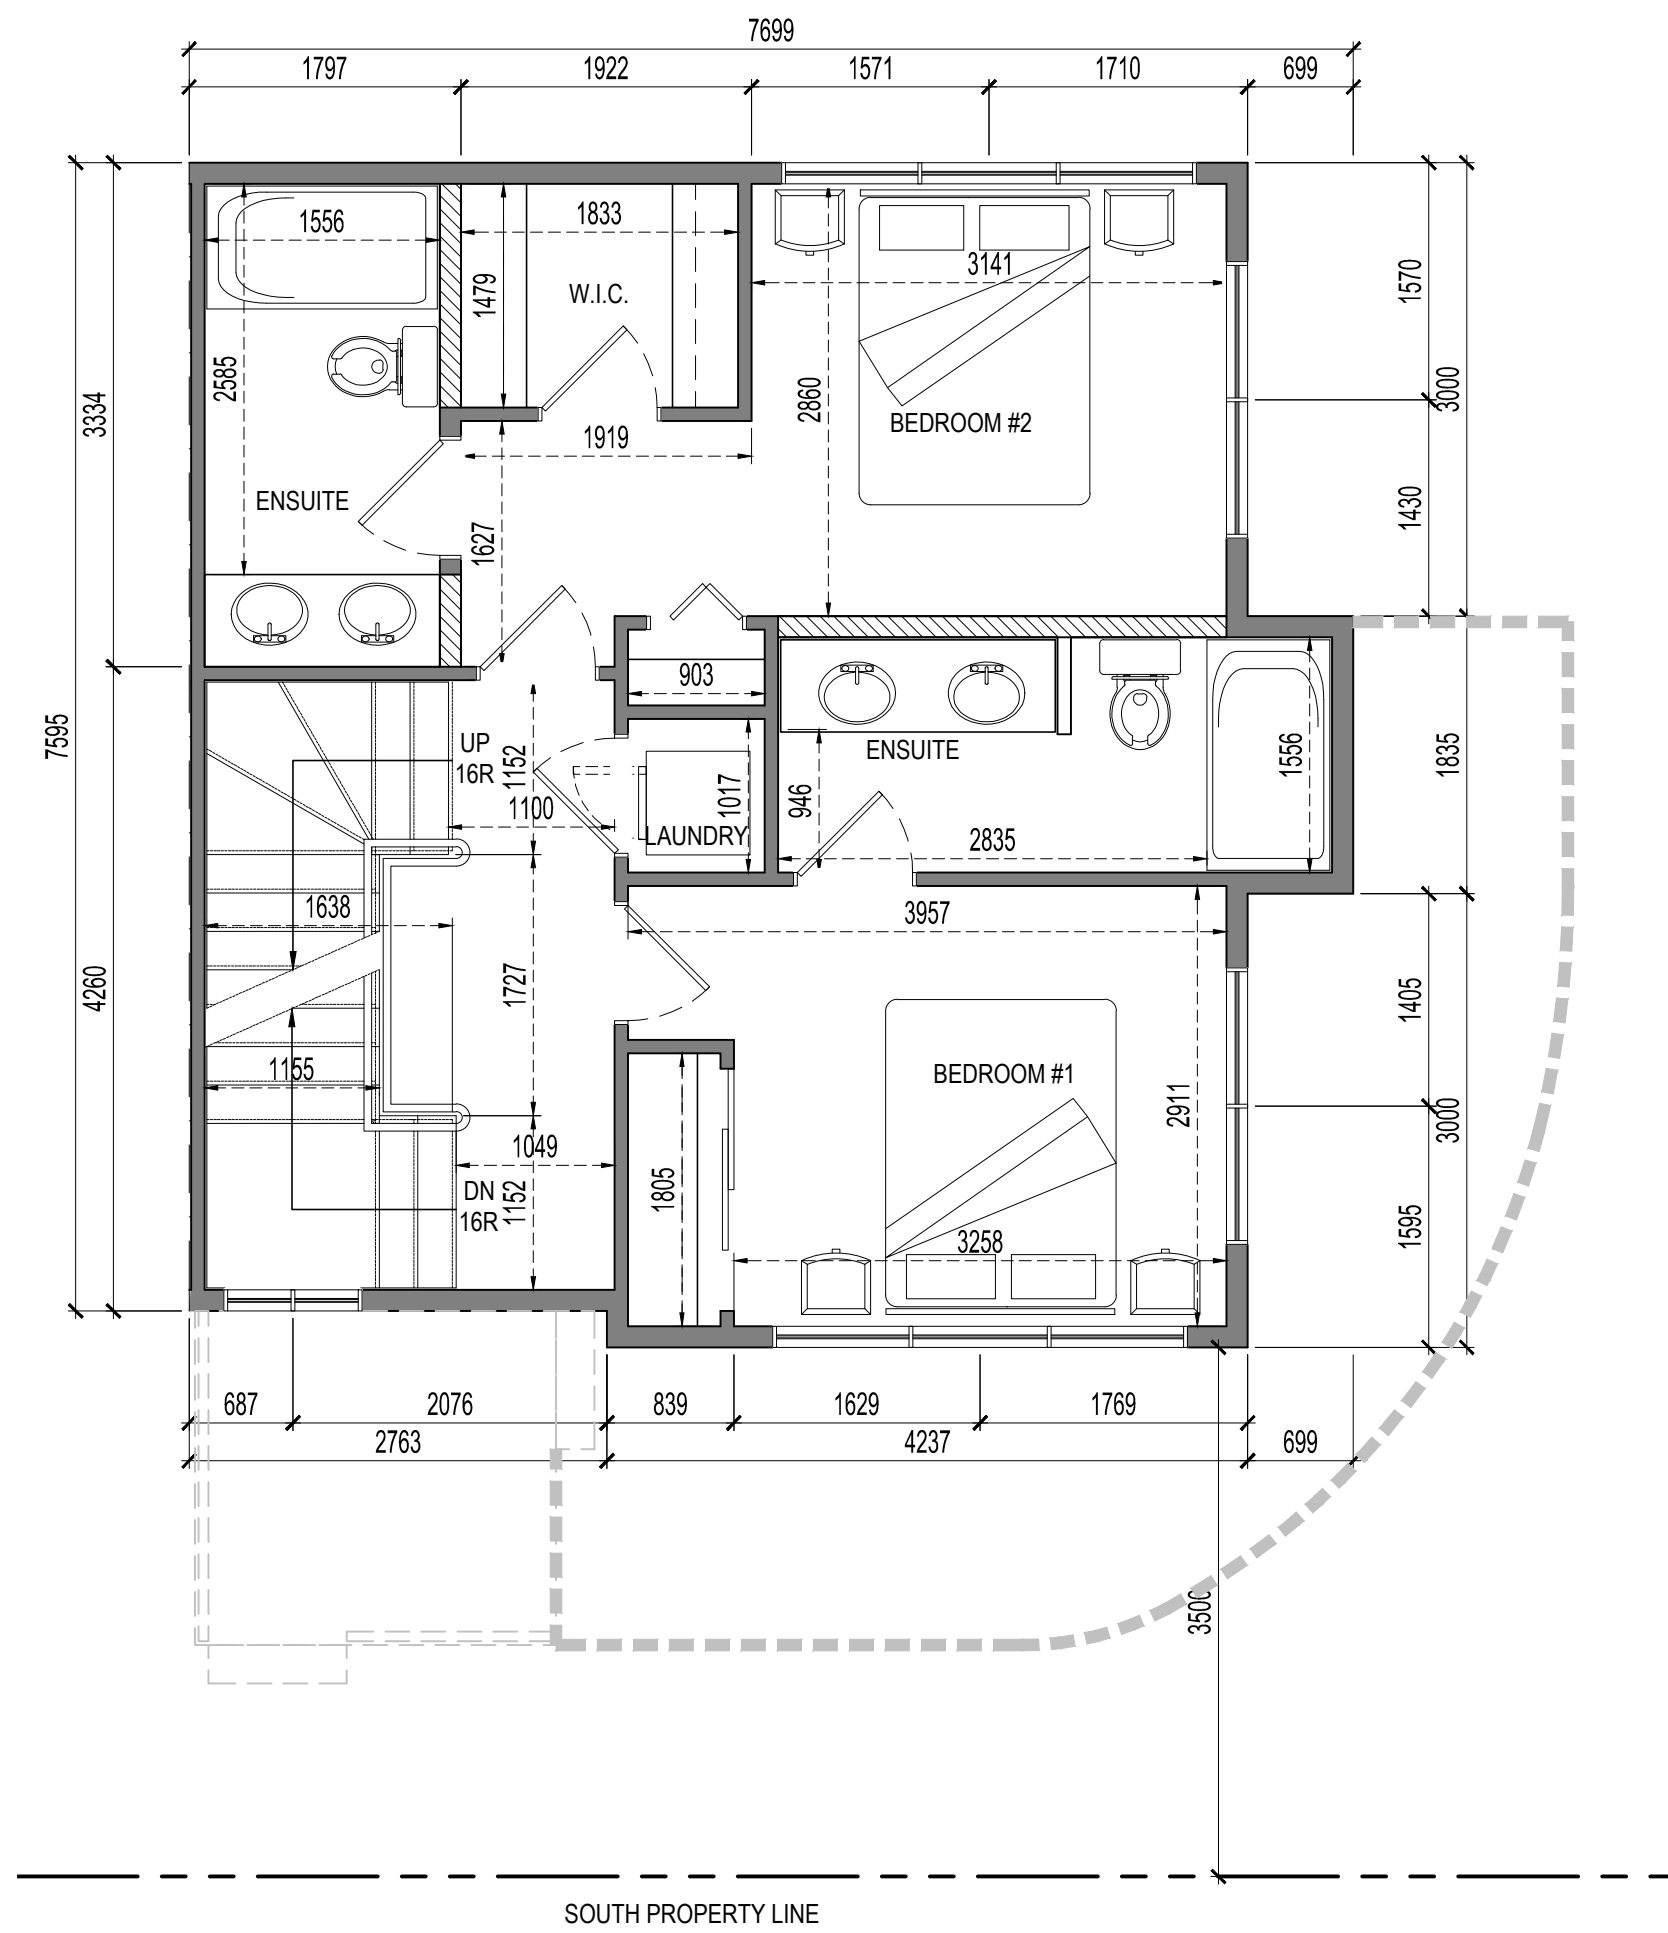 7699
1797 1922 1571 1710 699
1556
1833
1479
W.I.C.
3141
1570
2585
2860
3334
3000
BEDROOM #2
1919
ENSUITE
1430
1627
903
7595
UP
16R
1152
1100
1017
LAUNDRY
ENSUITE
946
1556
1835
2835
1638
3957
4260
1727
1405
1155
BEDROOM #1
2911
3000
1049
DN
16R
1152
1805
3258
1595
687 2076 839 1629 1769
2763 4237 699
3500
SOUTH PROPERTY LINE